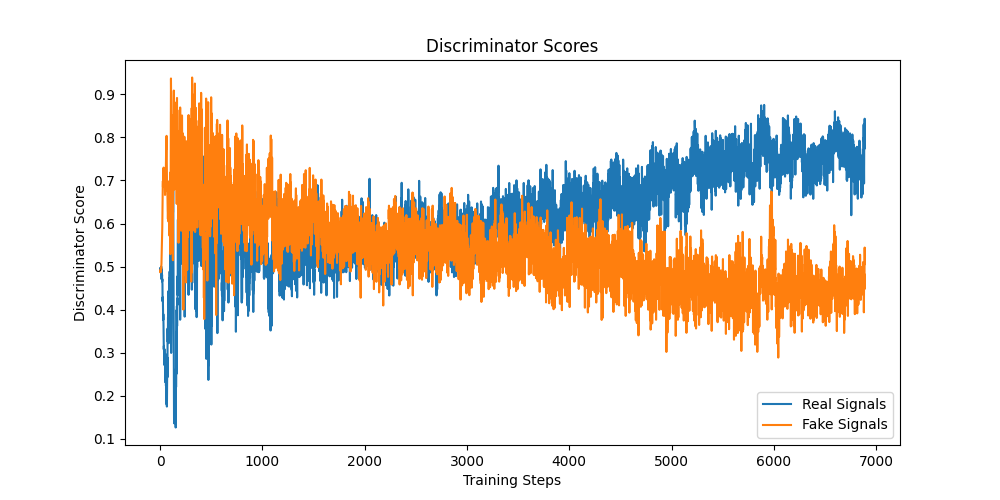 Discriminator Scores
Discriminator Score
0.9
0.8
0.7
0.6
0.5
0.4
0.3
0.2
0.1
0 1000 2000 3000 4000 5000 6000 7000
Training Steps
Real Signals
Fake Signals